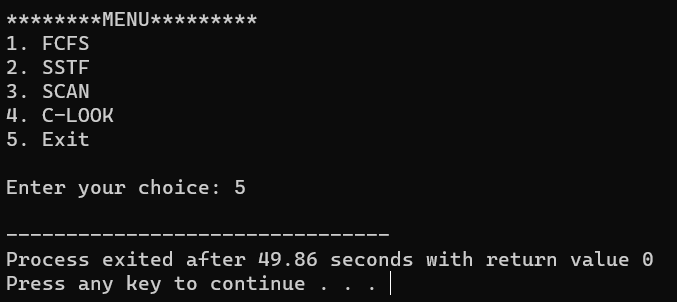 ********MENU*********
1. FCFS
2. SSTF
3. SCAN
4. C-LOOK
5. Exit
Enter your choice: 5
--------------------------------
Process exited after 49.86 seconds with return value 0
Press any key to continue . . .